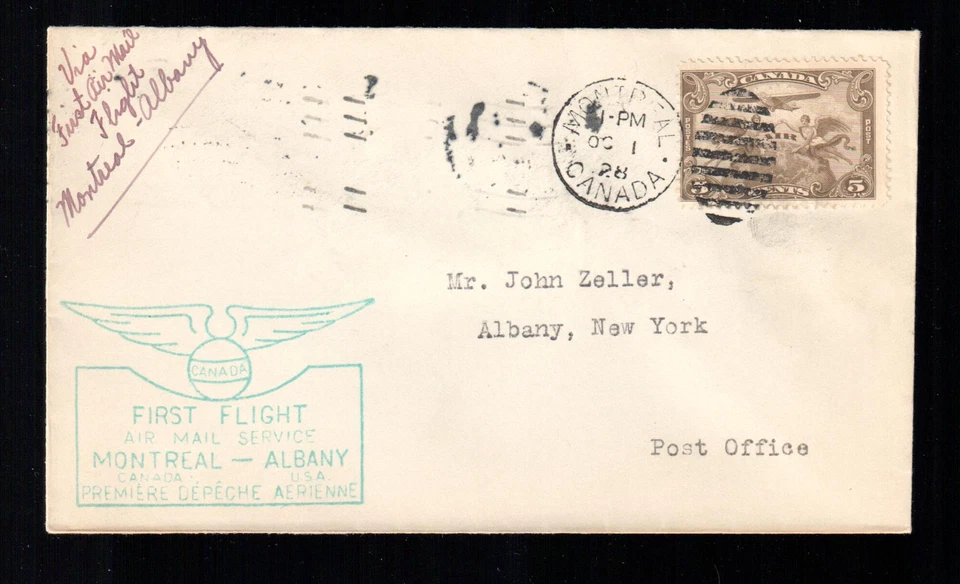 Via
First Air Mail
Flight
Montreal - Albany
MONTREAL
1-PM
OC 1
28
CANADA
CANADA
POSTES
AIR
POST
5 CENTS 5
Mr. John Zeller,
Albany, New York
Post Office
CANADA
FIRST FLIGHT
AIR MAIL SERVICE
MONTREAL — ALBANY
CANADA U.S.A.
PREMIÈRE DÉPÊCHE AÉRIENNE